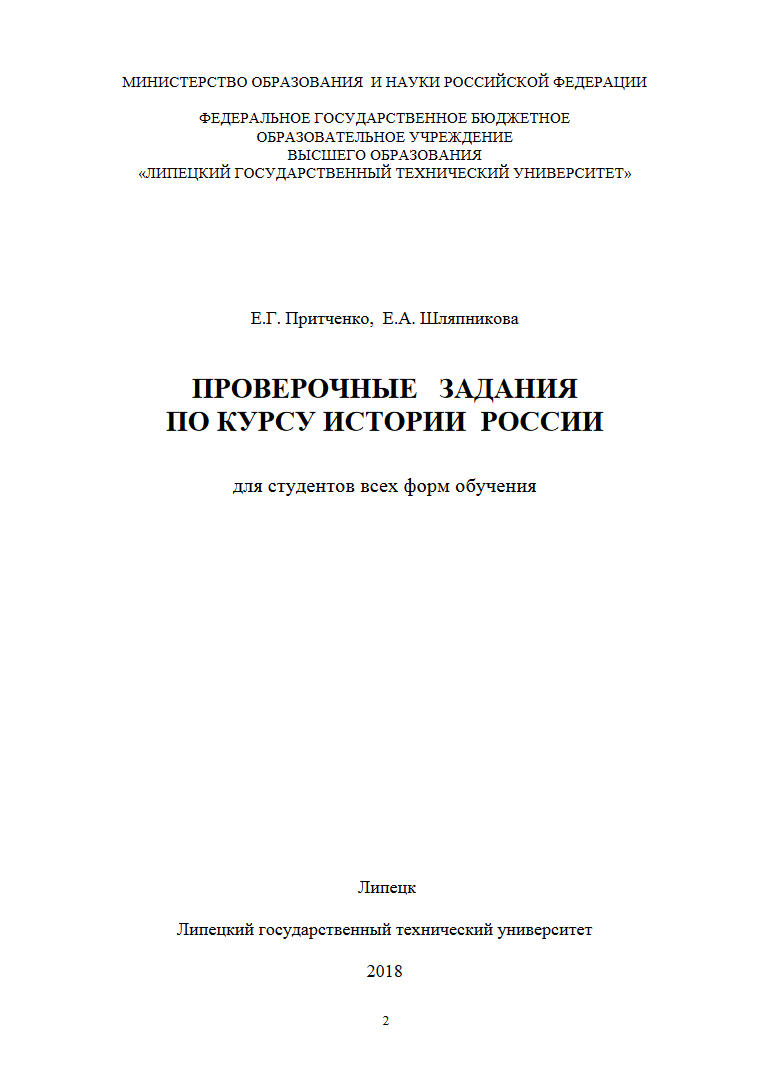 МИНИСТЕРСТВО ОБРАЗОВАНИЯ И НАУКИ РОССИЙСКОЙ ФЕДЕРАЦИИ
ФЕДЕРАЛЬНОЕ ГОСУДАРСТВЕННОЕ БЮДЖЕТНОЕ
ОБРАЗОВАТЕЛЬНОЕ УЧРЕЖДЕНИЕ
ВЫСШЕГО ОБРАЗОВАНИЯ
«ЛИПЕЦКИЙ ГОСУДАРСТВЕННЫЙ ТЕХНИЧЕСКИЙ УНИВЕРСИТЕТ»
Е.Г. Притченко, Е.А. Шляпникова
ПРОВЕРОЧНЫЕ ЗАДАНИЯ
ПО КУРСУ ИСТОРИИ РОССИИ
для студентов всех форм обучения
Липецк
Липецкий государственный технический университет
2018
2